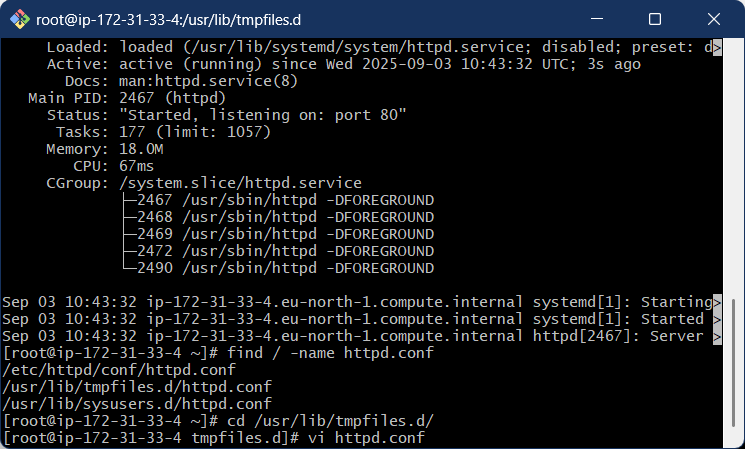 root@ip-172-31-33-4:/usr/lib/tmpfiles.d
Loaded: loaded (/usr/lib/systemd/system/httpd.service; disabled; preset: d>
Active: active (running) since Wed 2025-09-03 10:43:32 UTC; 3s ago
Docs: man:httpd.service(8)
Main PID: 2467 (httpd)
Status: "Started, listening on: port 80"
Tasks: 177 (limit: 1057)
Memory: 18.0M
CPU: 67ms
CGroup: /system.slice/httpd.service
├─2467 /usr/sbin/httpd -DFOREGROUND
├─2468 /usr/sbin/httpd -DFOREGROUND
├─2469 /usr/sbin/httpd -DFOREGROUND
├─2472 /usr/sbin/httpd -DFOREGROUND
└─2490 /usr/sbin/httpd -DFOREGROUND
Sep 03 10:43:32 ip-172-31-33-4.eu-north-1.compute.internal systemd[1]: Starting>
Sep 03 10:43:32 ip-172-31-33-4.eu-north-1.compute.internal systemd[1]: Started >
Sep 03 10:43:32 ip-172-31-33-4.eu-north-1.compute.internal httpd[2467]: Server >
[root@ip-172-31-33-4 ~]# find / -name httpd.conf
/etc/httpd/conf/httpd.conf
/usr/lib/tmpfiles.d/httpd.conf
/usr/lib/sysusers.d/httpd.conf
[root@ip-172-31-33-4 ~]# cd /usr/lib/tmpfiles.d/
[root@ip-172-31-33-4 tmpfiles.d]# vi httpd.conf